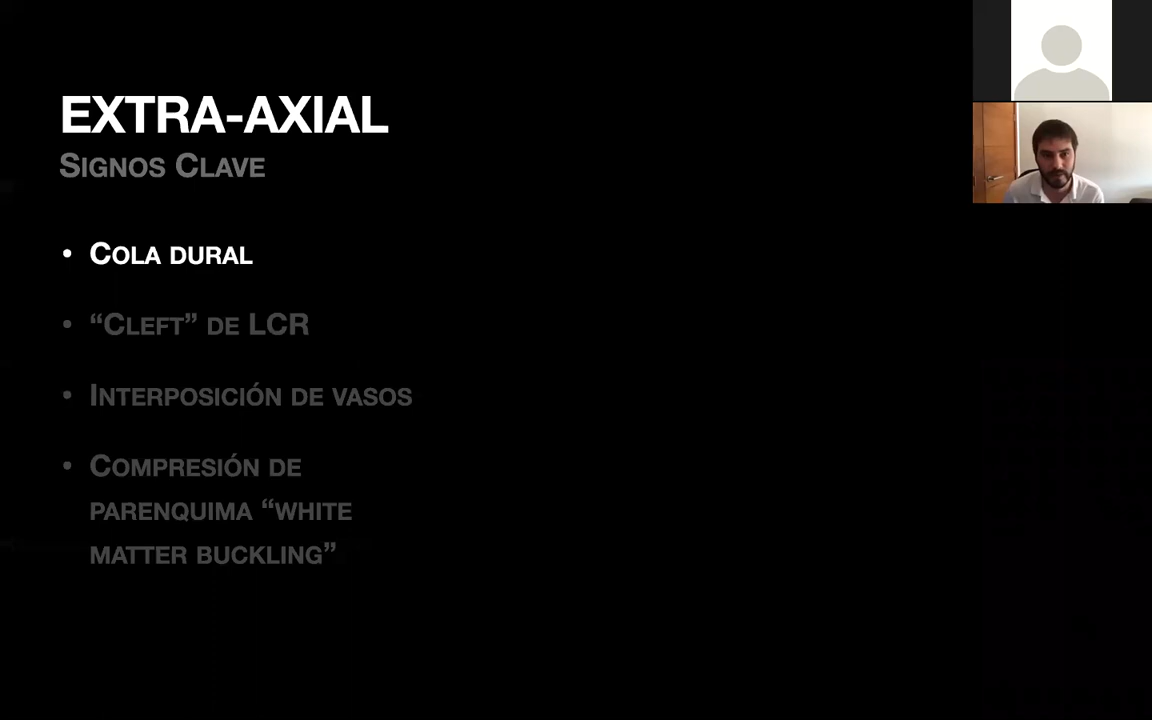 EXTRA-AXIAL
SIGNOS CLAVE
• COLA DURAL
• “CLEFT” DE LCR
• INTERPOSICIÓN DE VASOS
• COMPRESIÓN DE
PARENQUIMA “WHITE
MATTER BUCKLING”